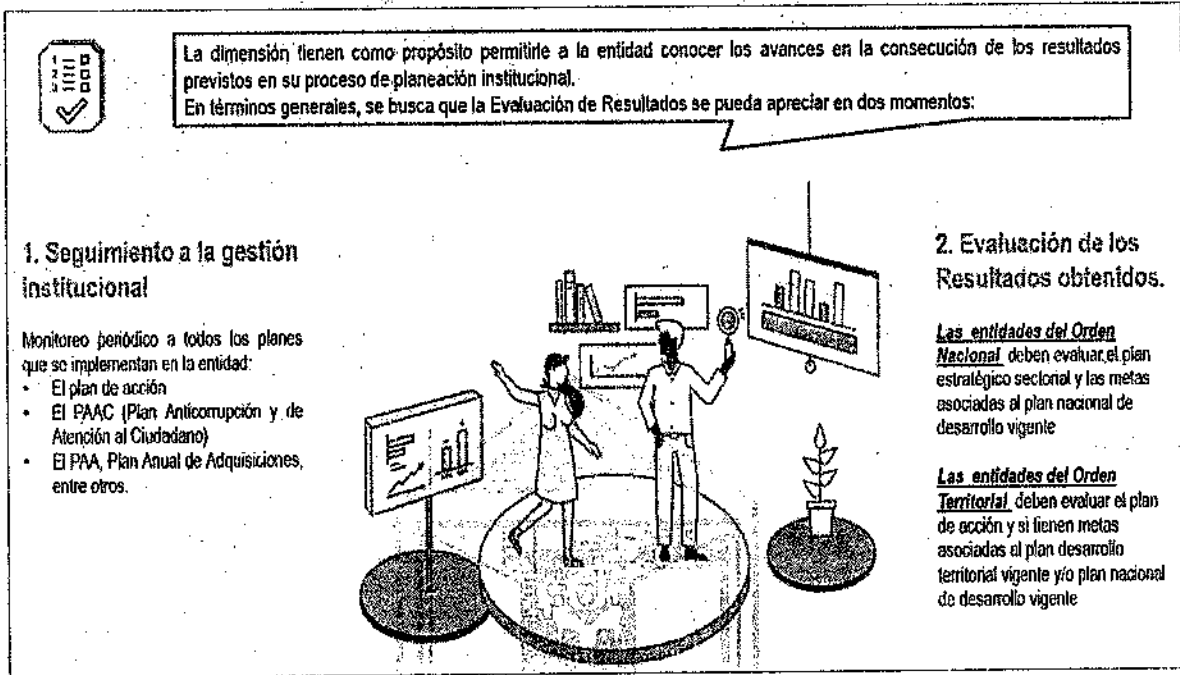 La dimensión tienen como propósito permitirle a la entidad conocer los avances en la consecución de los resultados
previstos en su proceso de planeación institucional.
En términos generales, se busca que la Evaluación de Resultados se pueda apreciar en dos momentos:
1. Seguimiento a la gestión
institucional
Monitoreo periódico a todos los planes
que se implementan en la entidad:
• El plan de acción
• El PAAC (Plan Anticorrupción y de
Atención al Ciudadano)
• El PAA, Plan Anual de Adquisiciones,
entre otros.
2. Evaluación de los
Resultados obtenidos.
Las entidades del Orden
Nacional deben evaluar el plan
estratégico sectorial y las metas
asociadas al plan nacional de
desarrollo vigente
Las entidades del Orden
Territorial deben evaluar el plan
de acción y si tienen metas
asociadas al plan desarrollo
territorial vigente y/o plan nacional
de desarrollo vigente